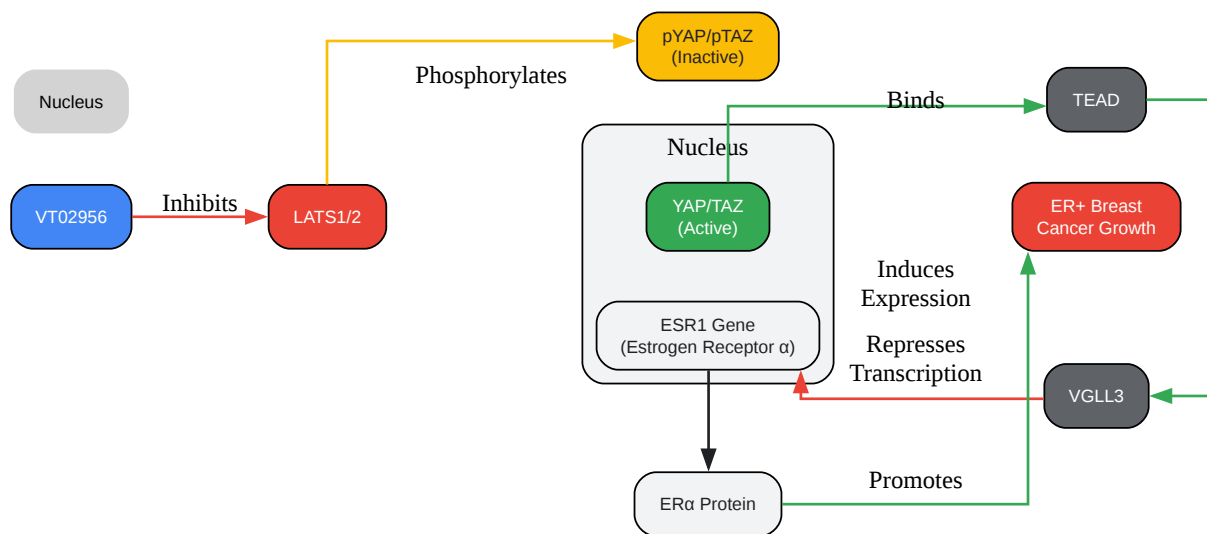 pYAP/pTAZ
(Inactive)
Phosphorylates
Nucleus
Binds
TEAD
Nucleus
VT02956
Inhibits
LATS1/2
YAP/TAZ
(Active)
ER+ Breast
Cancer Growth
Induces
Expression
ESR1 Gene
(Estrogen Receptor α)
Represses
Transcription
VGLL3
ERα Protein
Promotes